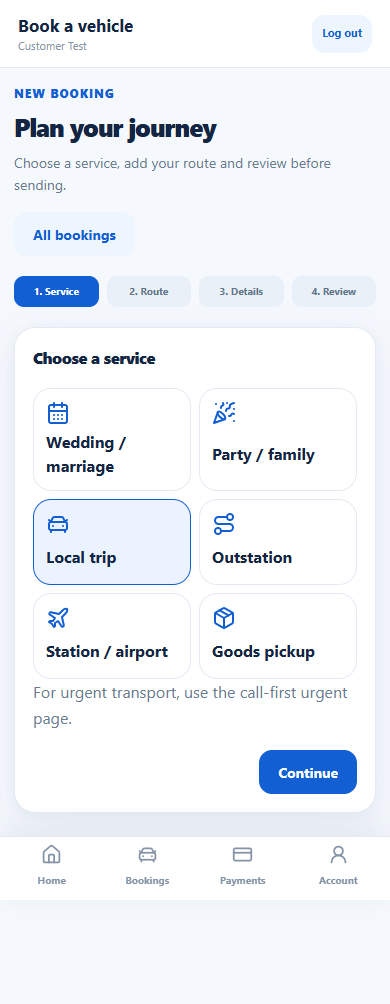 Book a vehicle
Customer Test
Log out
NEW BOOKING
Plan your journey
Choose a service, add your route and review before
sending.
All bookings
1. Service
2. Route
3. Details
4. Review
Choose a service
Wedding /
marriage
Party / family
Local trip
Outstation
Station / airport
Goods pickup
For urgent transport, use the call-first urgent
page.
Continue
Home
Bookings
Payments
Account